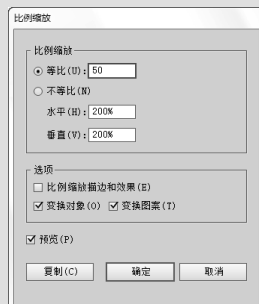 比例缩放
比例缩放
等比(U): 50
不等比(N)
水平(H): 200%
垂直(V): 200%
选项
比例缩放描边和效果(E)
变换对象(O) 变换图案(T)
预览(P)
复制(C) 确定 取消